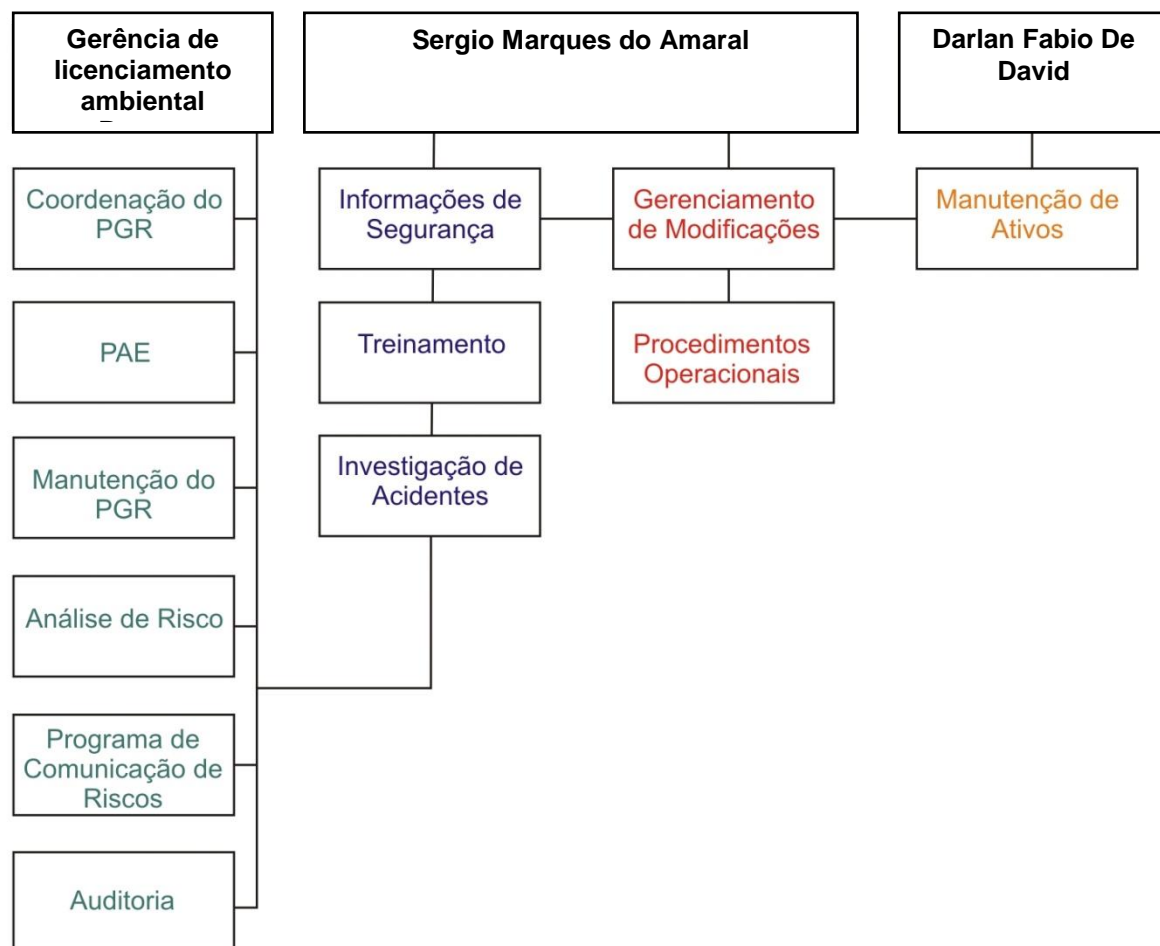 Gerência de
licenciamento
ambiental
Sergio Marques do Amaral
Darlan Fabio De
David
Coordenação do
PGR
Informações de
Segurança
Gerenciamento
de Modificações
Manutenção de
Ativos
PAE
Treinamento
Procedimentos
Operacionais
Manutenção do
PGR
Investigação de
Acidentes
Análise de Risco
Programa de
Comunicação de
Riscos
Auditoria